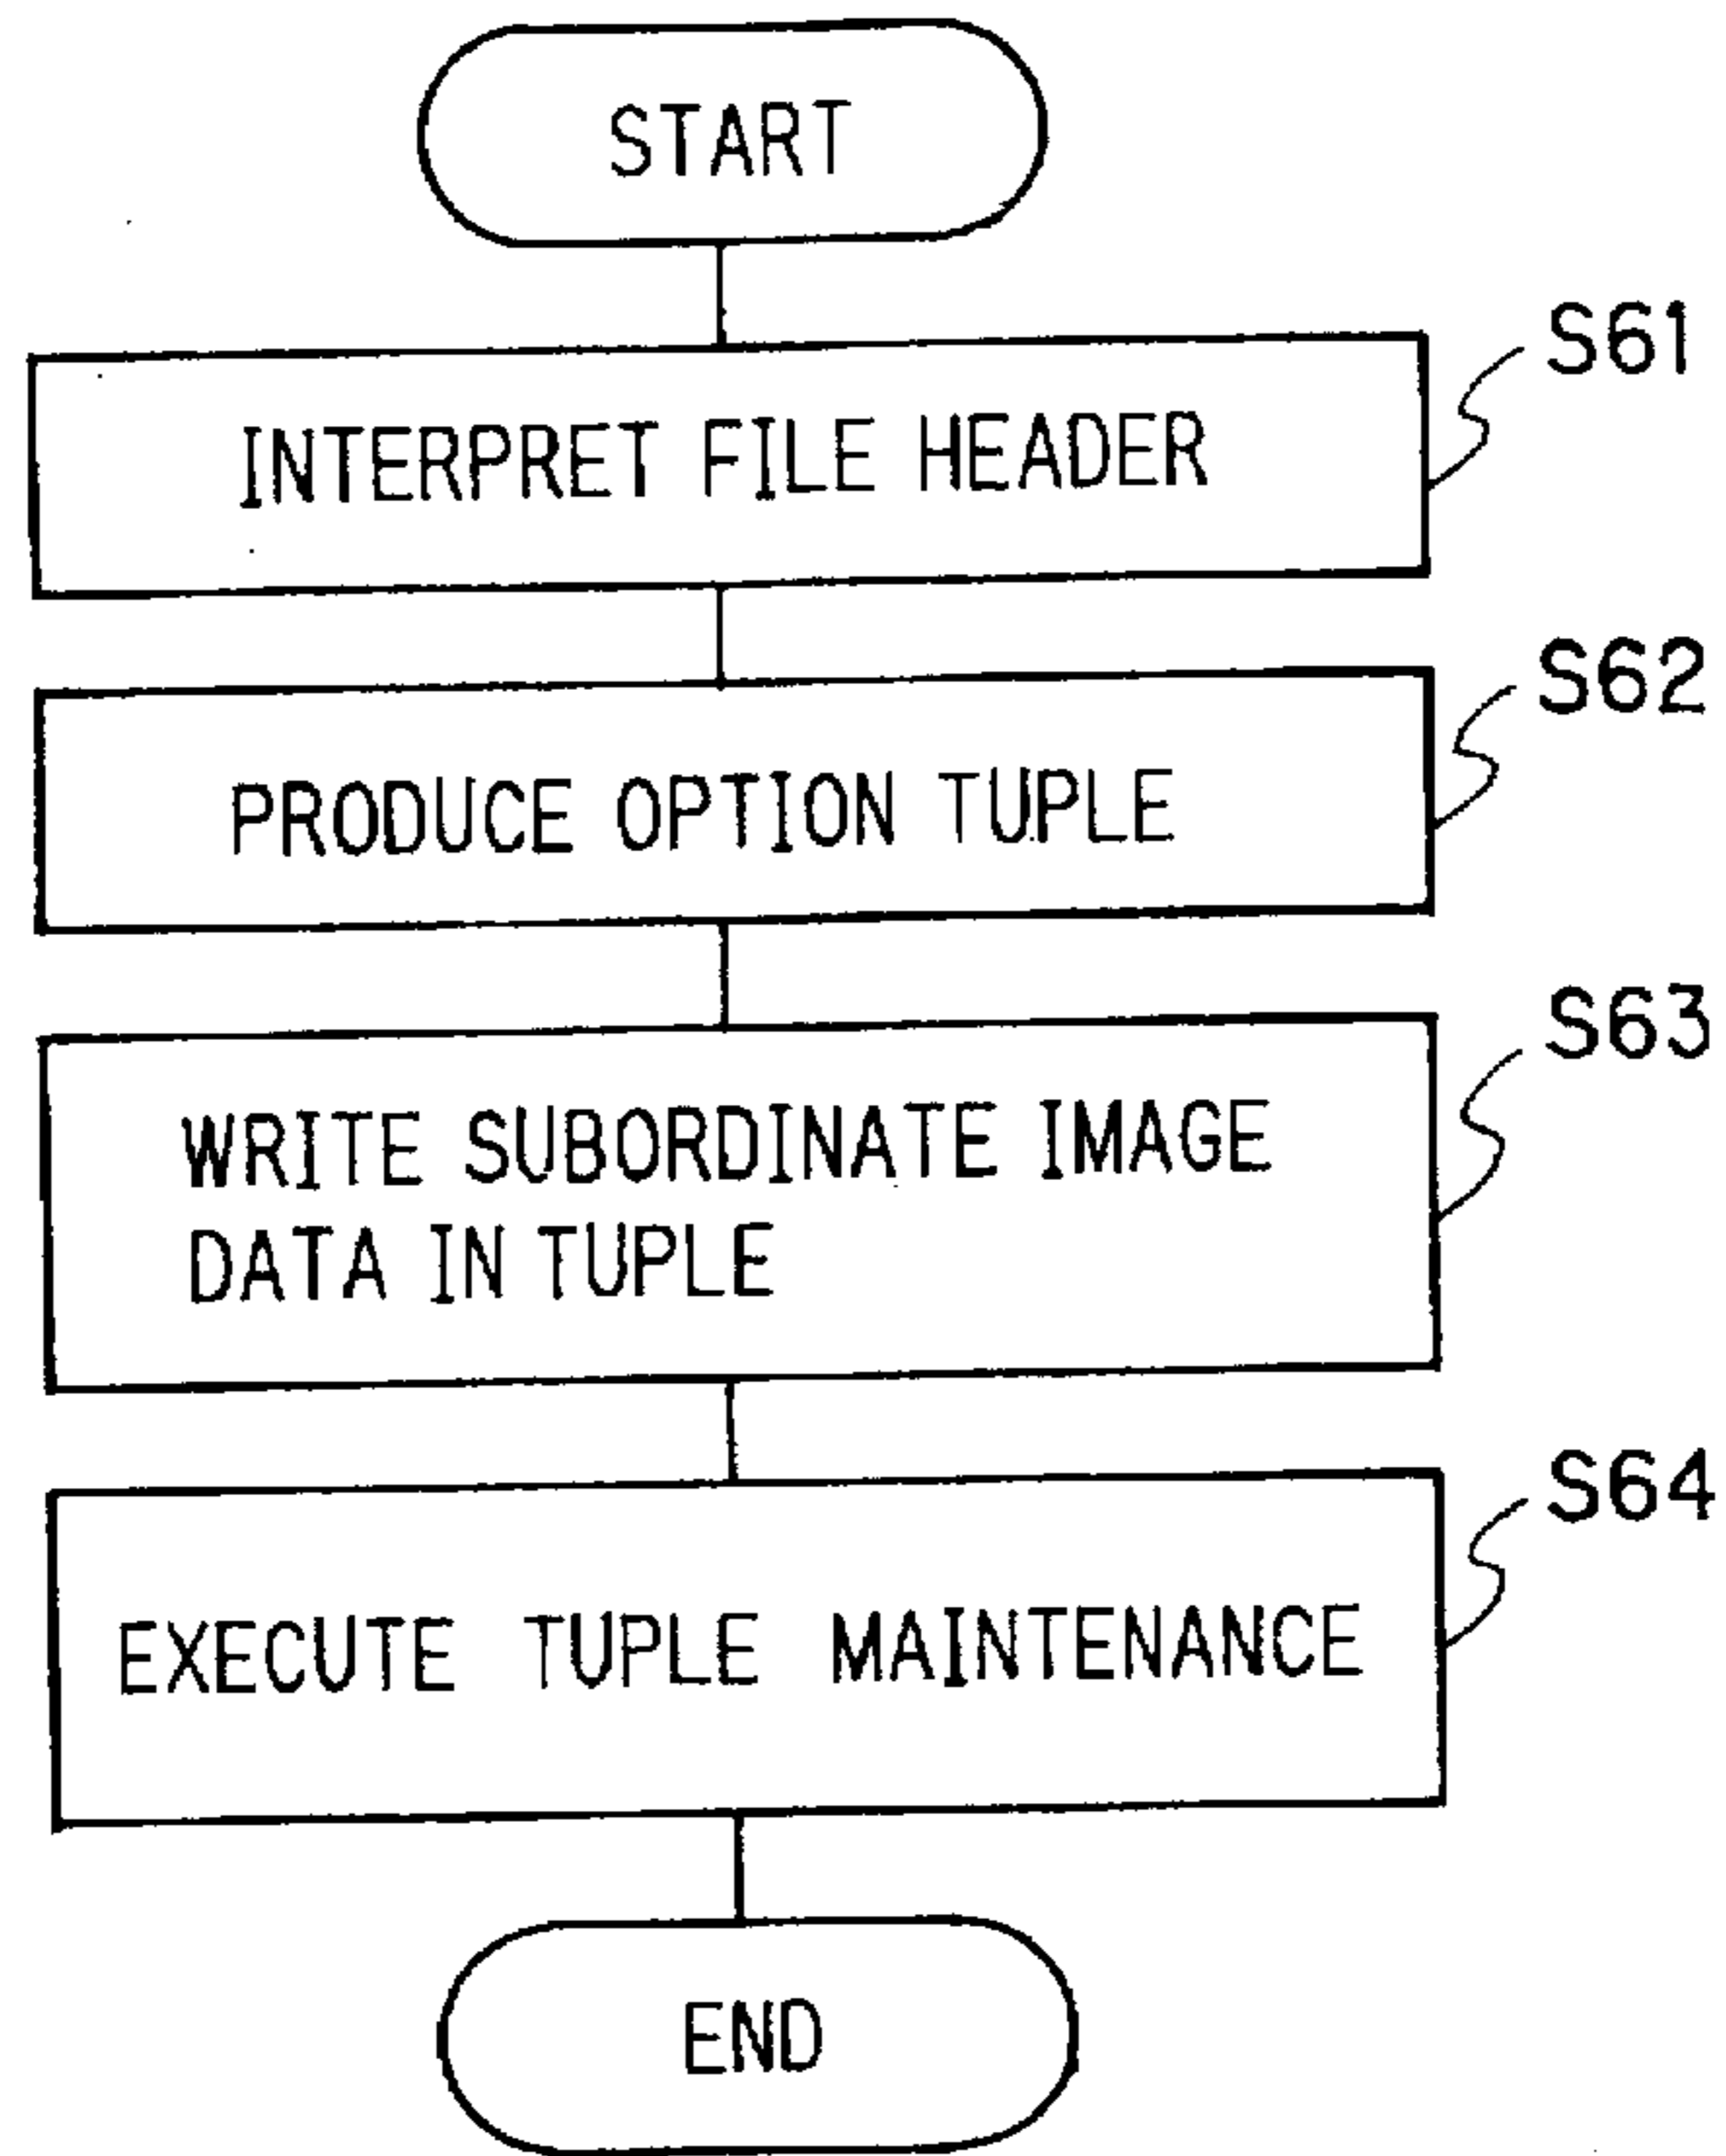 START
S61
INTERPRET FILE HEADER
S62
PRODUCE OPTION TUPLE
S63
WRITE SUBORDINATE IMAGE
DATA IN TUPLE
S64
EXECUTE TUPLE MAINTENANCE
END